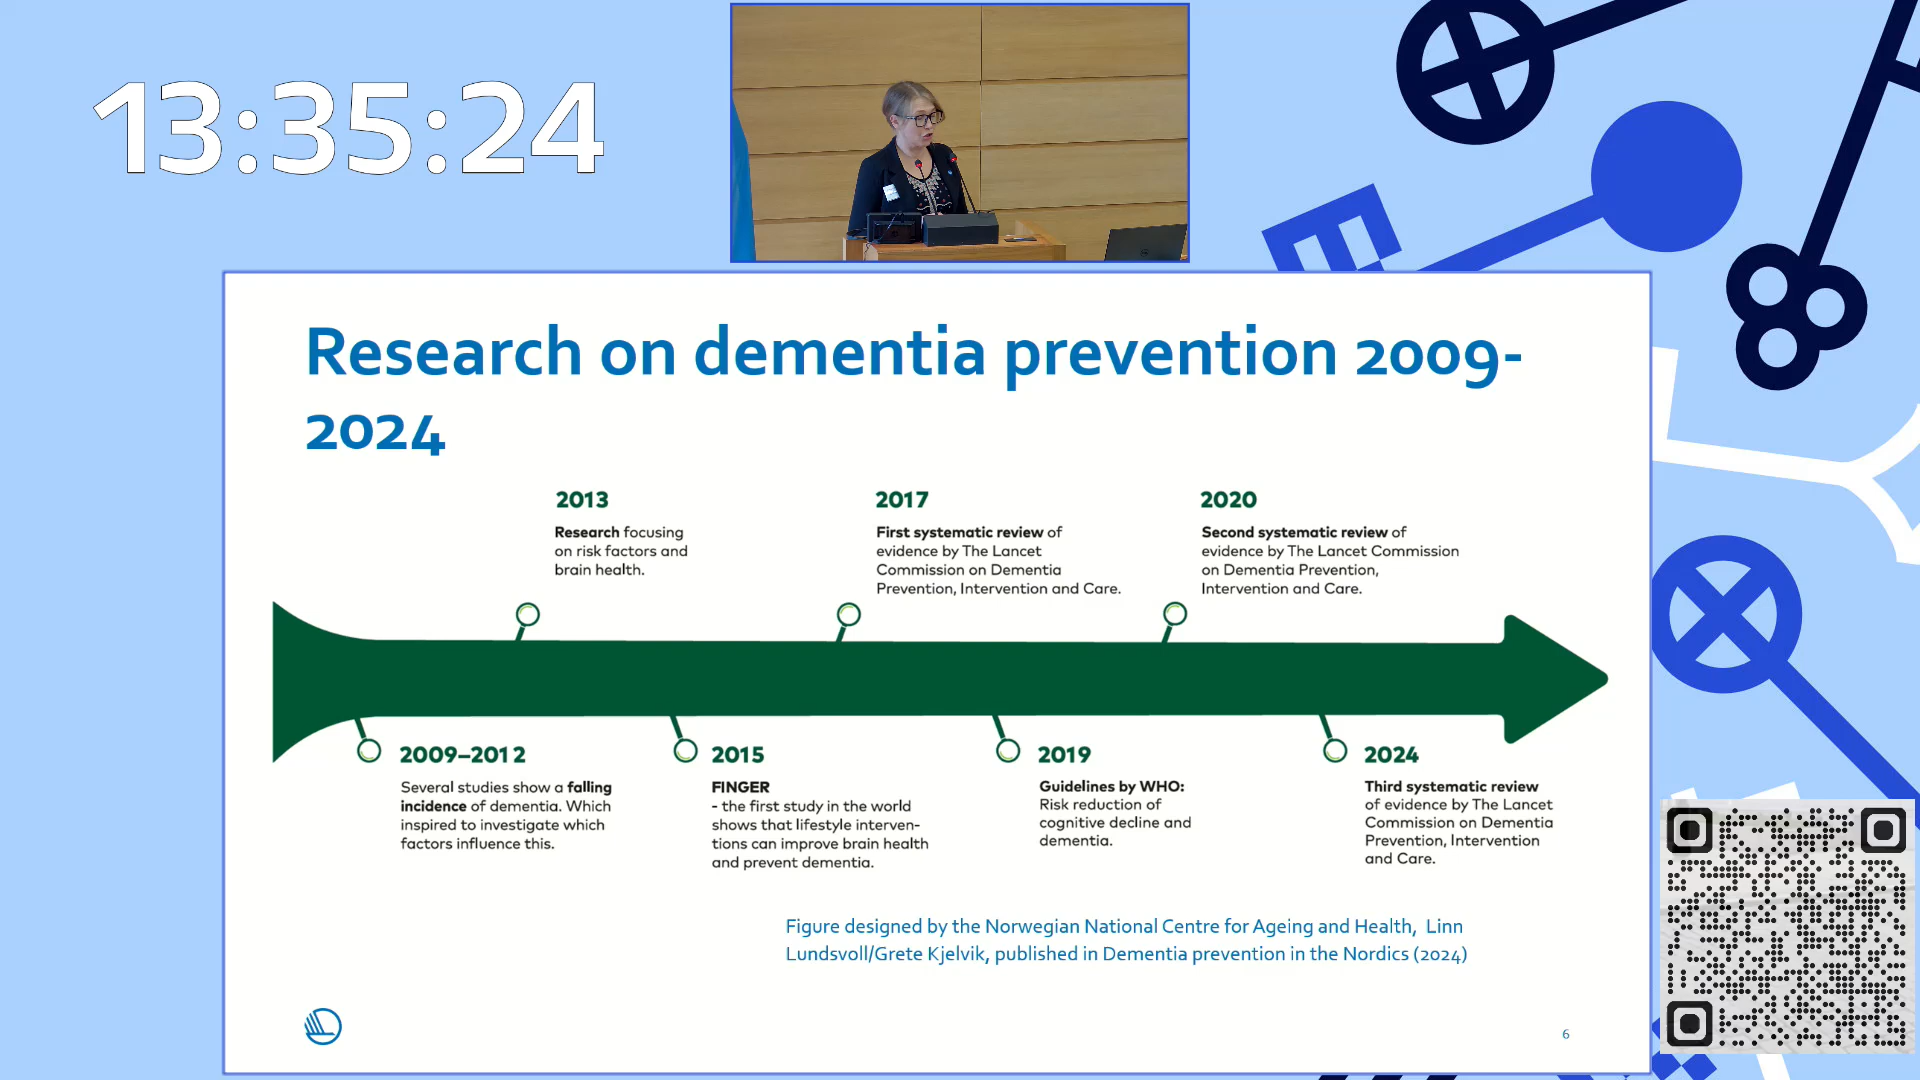 13:35:24
Research on dementia prevention 2009-
2024
2013
Research focusing
on risk factors and
brain health.
2017
First systematic review of
evidence by The Lancet
Commission on Dementia
Prevention, Intervention and Care.
2020
Second systematic review of
evidence by The Lancet Commission
on Dementia Prevention,
Intervention and Care.
2009–2012
Several studies show a falling
incidence of dementia. Which
inspired to investigate which
factors influence this.
2015
FINGER
- the first study in the world
shows that lifestyle interven-
tions can improve brain health
and prevent dementia.
2019
Guidelines by WHO:
Risk reduction of
cognitive decline and
dementia.
2024
Third systematic review
of evidence by The Lancet
Commission on Dementia
Prevention, Intervention
and Care.
Figure designed by the Norwegian National Centre for Ageing and Health, Linn
Lundsvoll/Grete Kjelvik, published in Dementia prevention in the Nordics (2024)
6